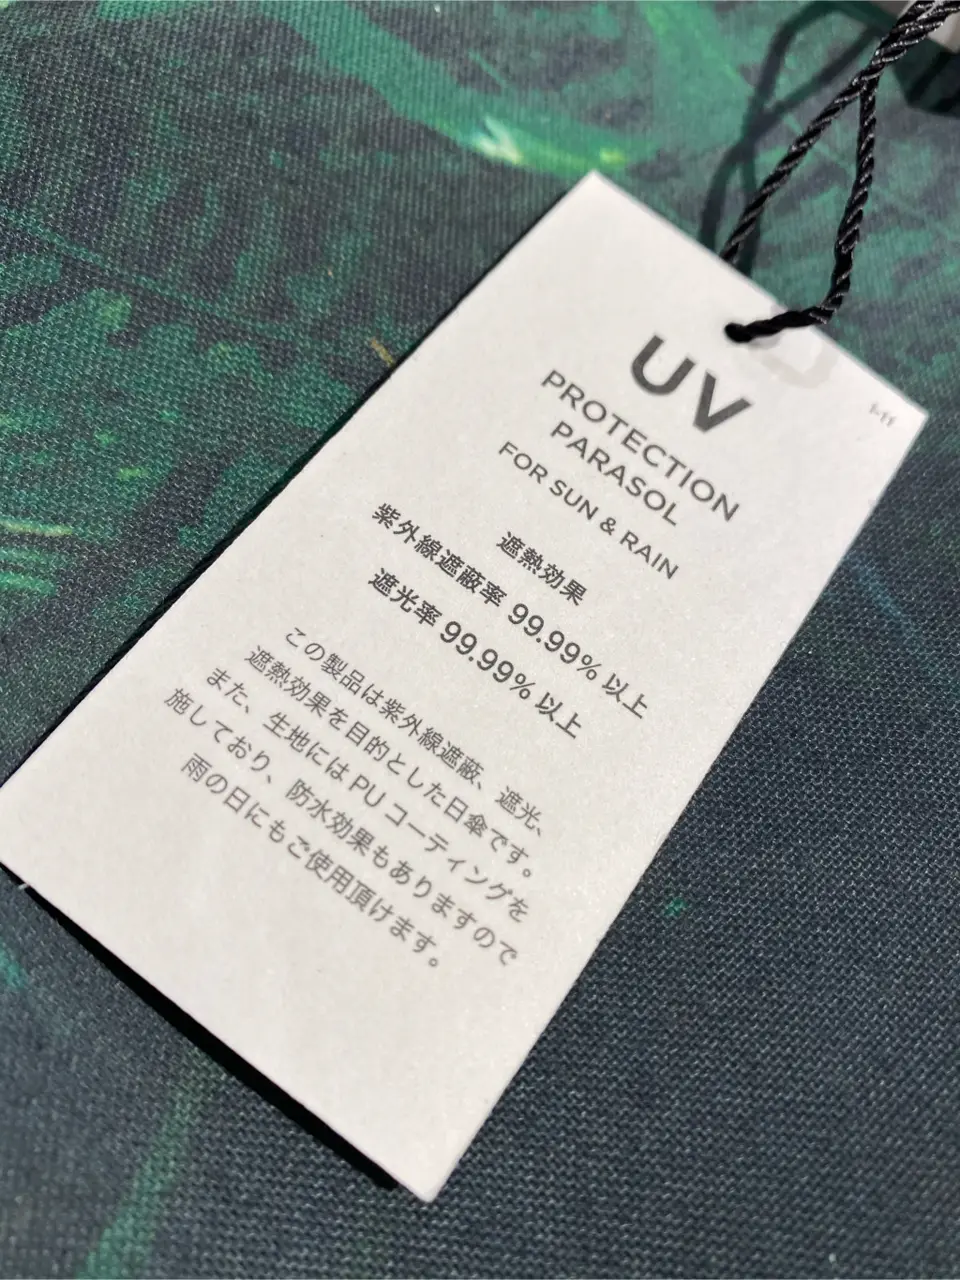 UV
PROTECTION
PARASOL
FOR SUN & RAIN
遮熱効果
紫外線遮蔽率 99.99% 以上
遮光率 99.99% 以上
この製品は紫外線遮蔽、遮光、
遮熱効果を目的とした日傘です。
また、生地には PU コーティングを
施しており、防水効果もありますので
雨の日にもご使用頂けます。